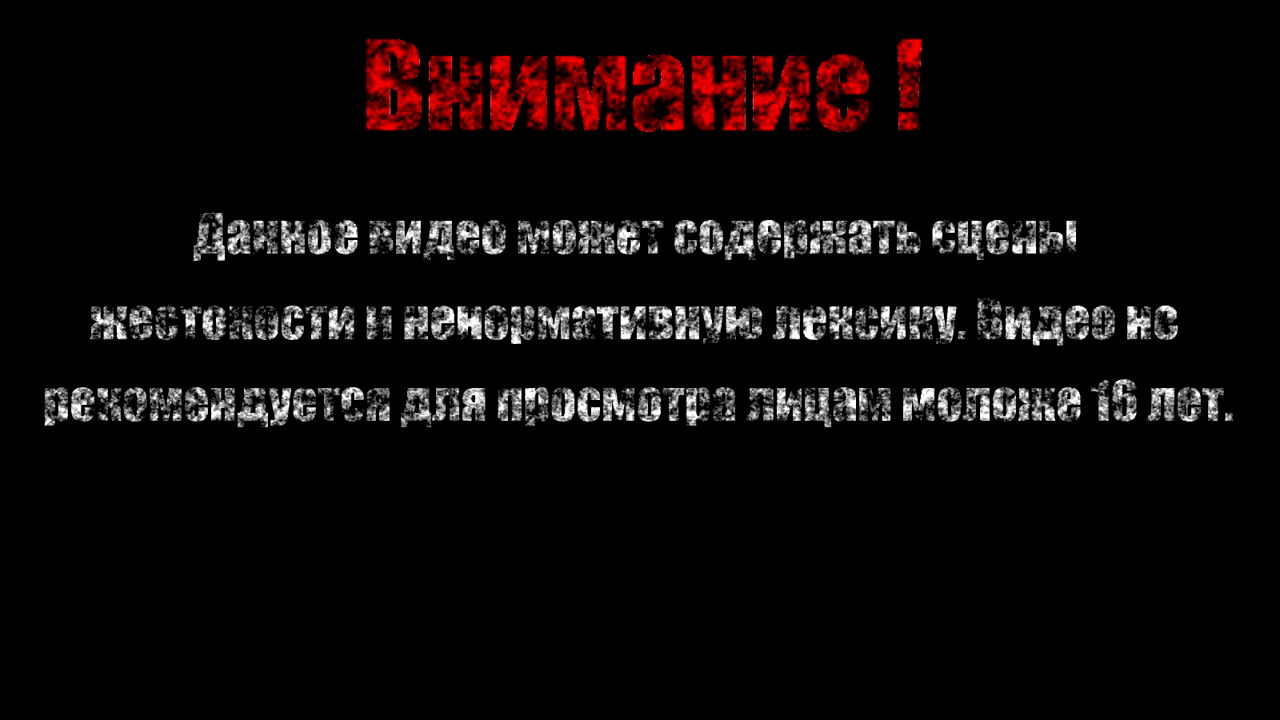 Внимание !
Данное видео может содержать сцены
жестокости и ненормативную лексику. Видео не
рекомендуется для просмотра лицам моложе 16 лет.